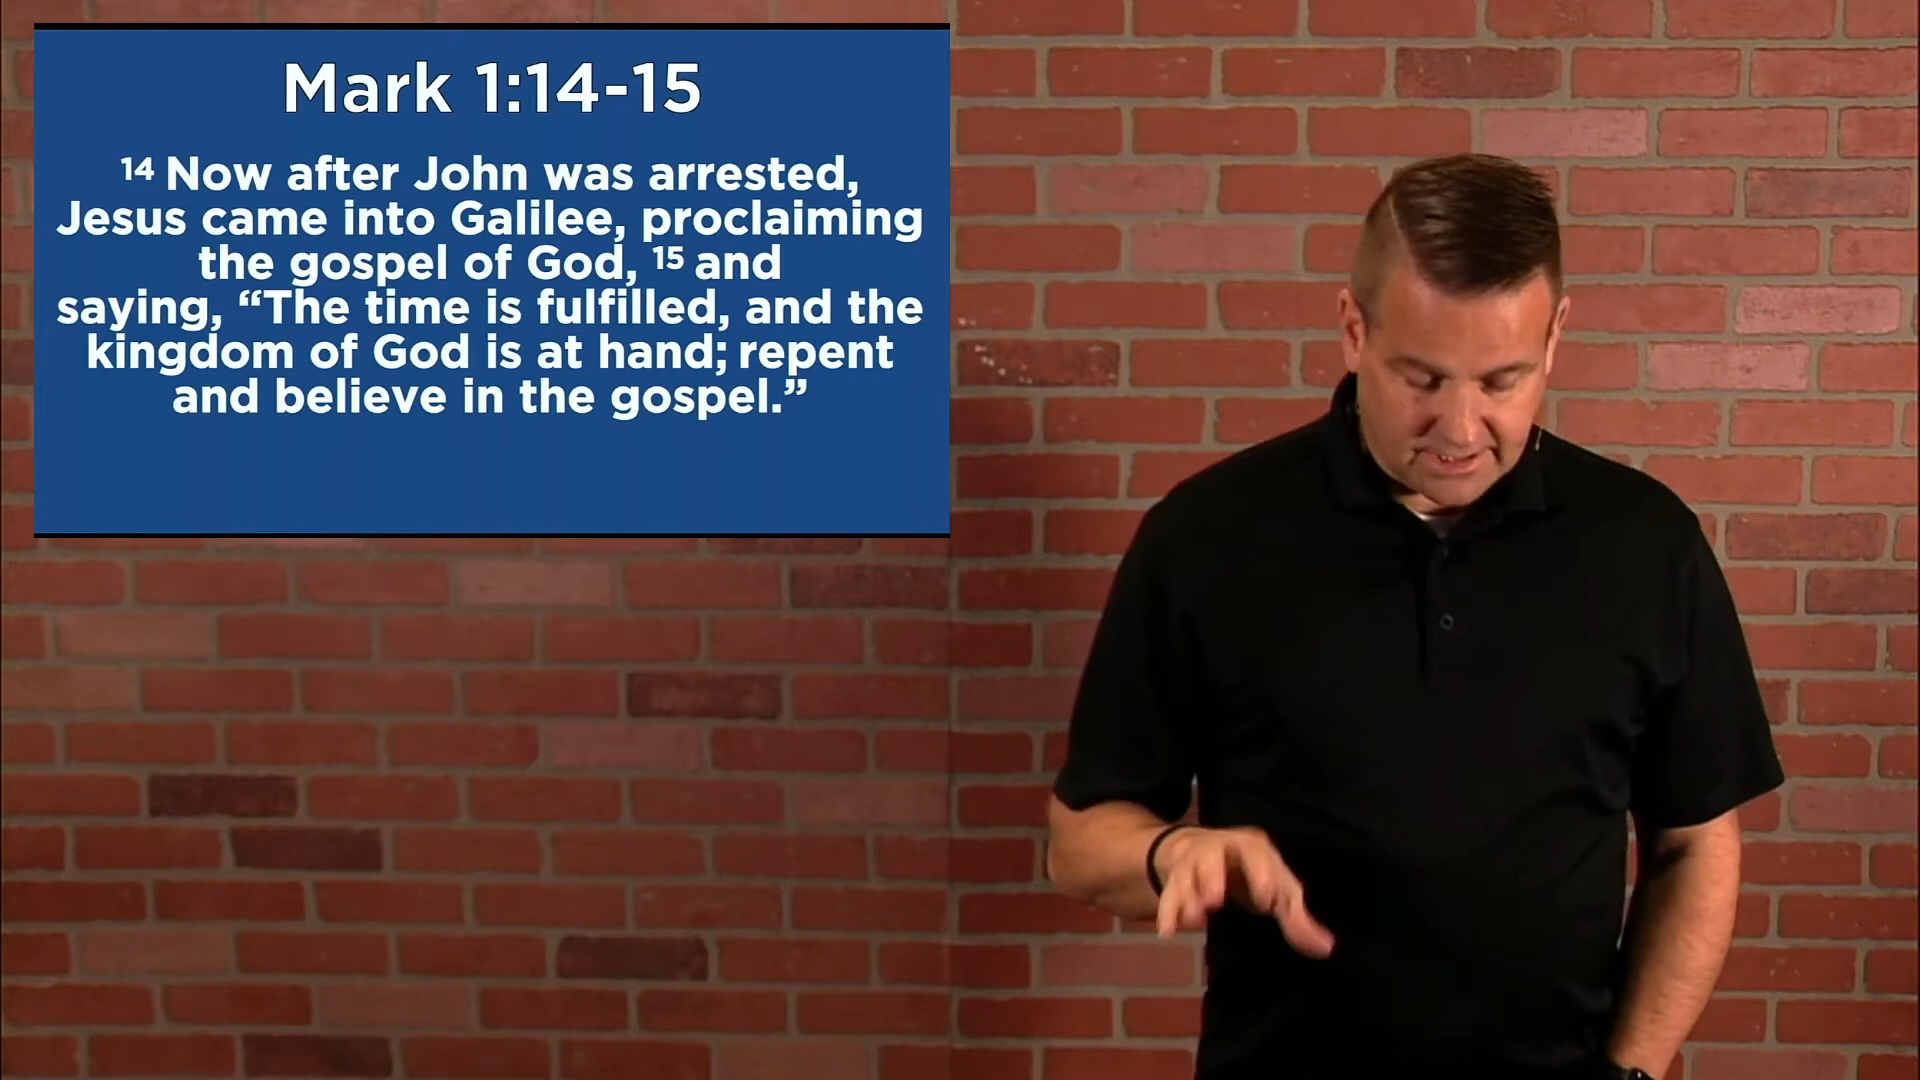 Mark 1:14-15
14 Now after John was arrested,
Jesus came into Galilee, proclaiming
the gospel of God, 15 and
saying, “The time is fulfilled, and the
kingdom of God is at hand; repent
and believe in the gospel.”